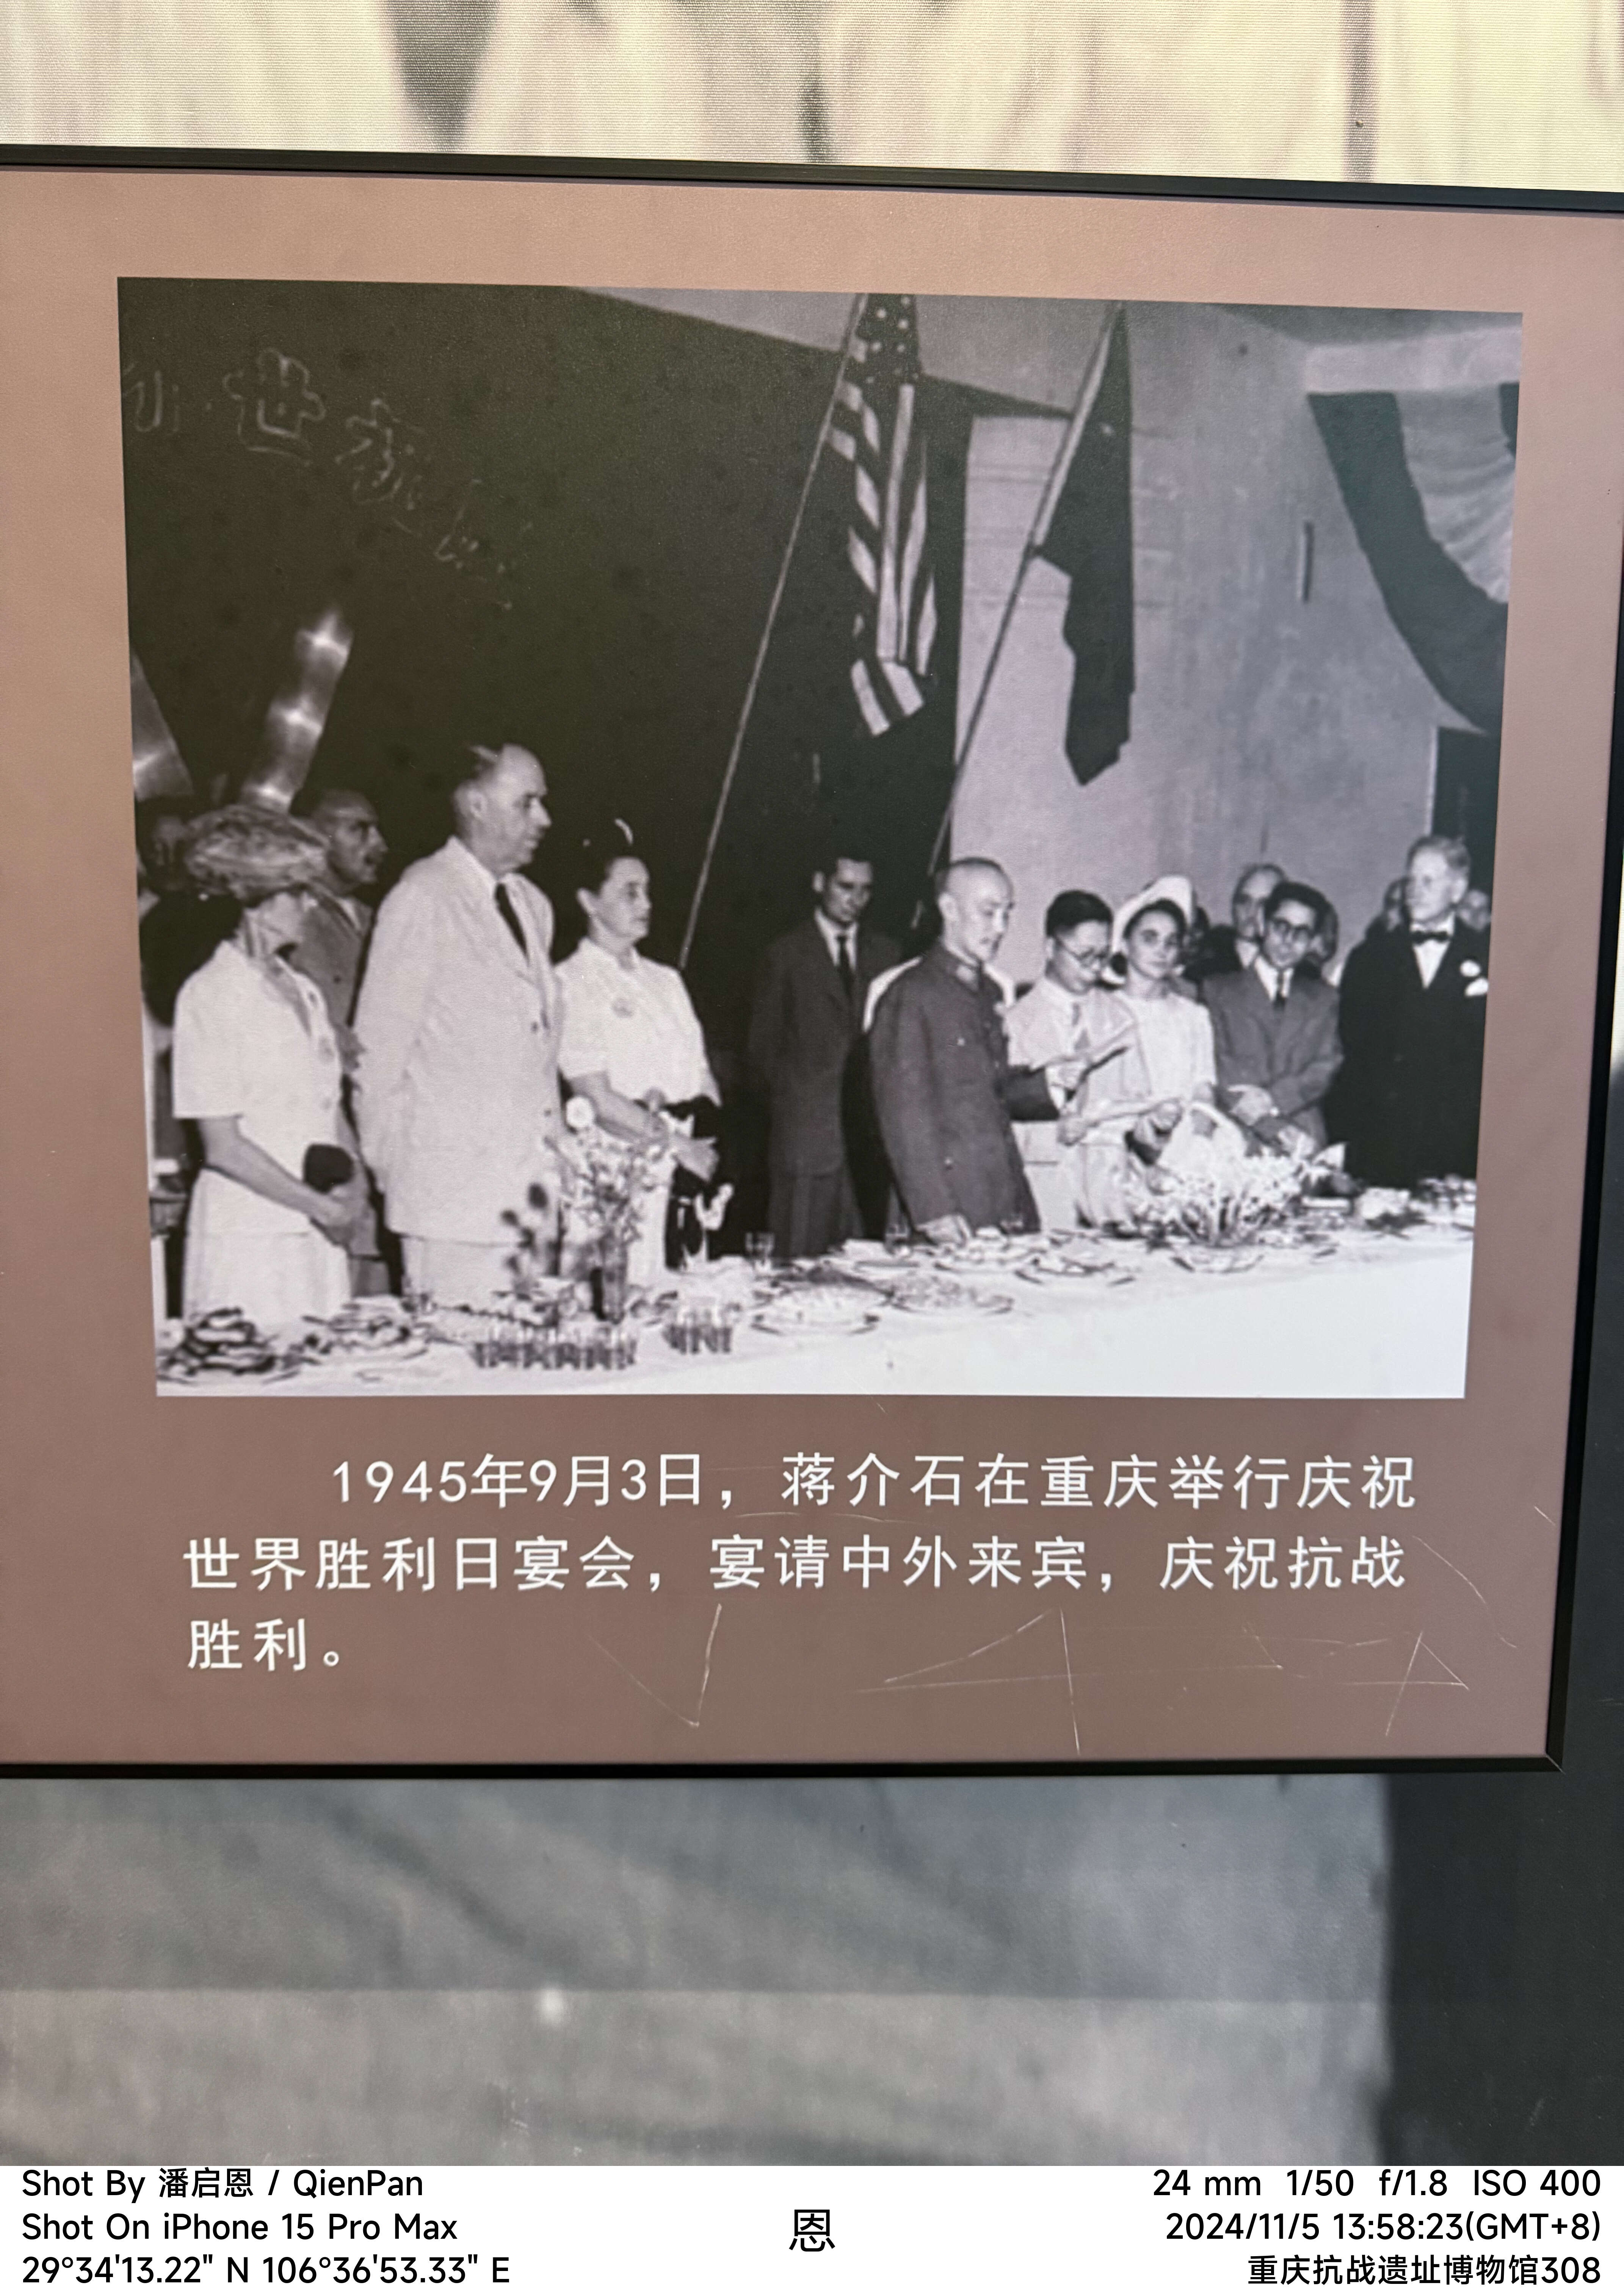 世
1945年9月3日，蒋介石在重庆举行庆祝
世界胜利日宴会，宴请中外来宾，庆祝抗战
胜利。
Shot By 潘启恩 / QienPan
Shot On iPhone 15 Pro Max
29°34'13.22" N 106°36'53.33" E
恩
24 mm 1/50 f/1.8 ISO 400
2024/11/5 13:58:23(GMT+8)
重庆抗战遗址博物馆308